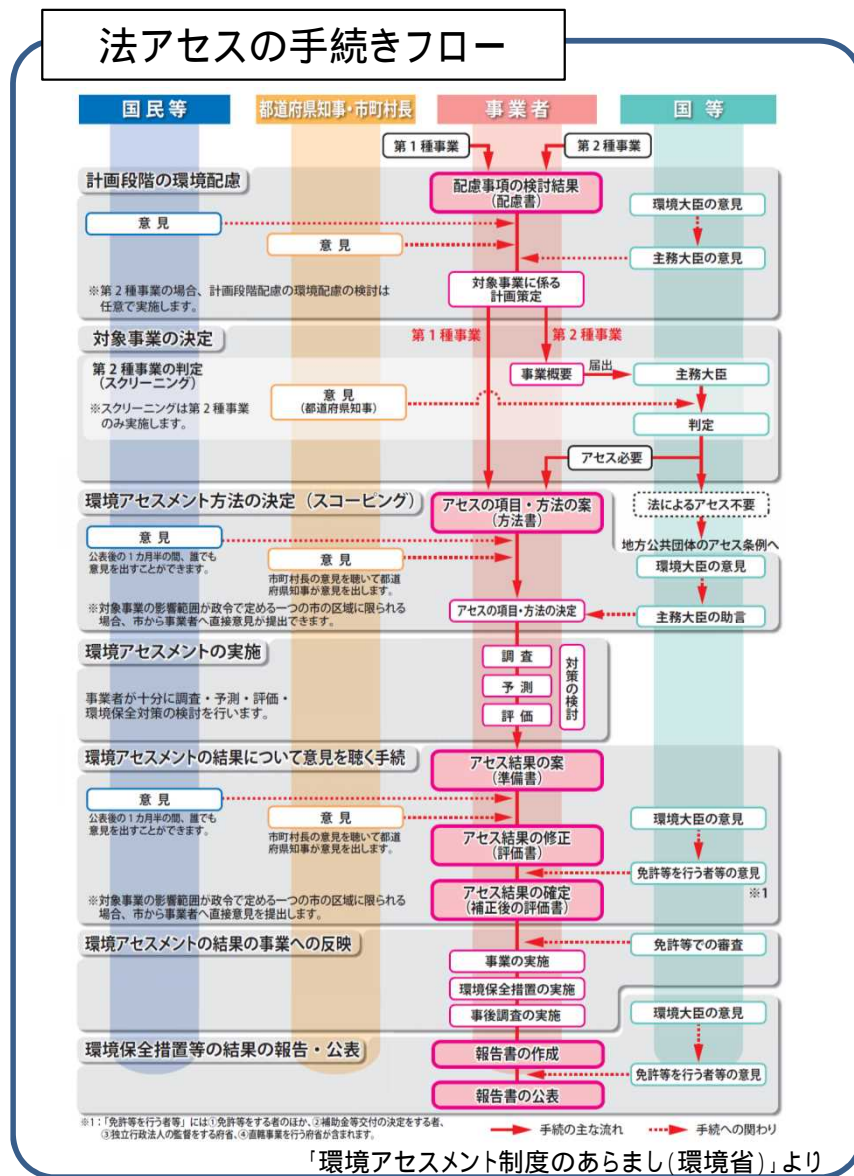 法アセスの手続きフロー
国民等
都道府県知事・市町村長
事業者
国等
第1種事業
第2種事業
計画段階の環境配慮
配慮事項の検討結果
(配慮書)
環境大臣の意見
意見
意見
主務大臣の意見
※第2種事業の場合、計画段階配慮の環境配慮の検討は
任意で実施します。
対象事業に係る
計画策定
対象事業の決定
第1種事業
第2種事業
第2種事業の判定
(スクリーニング)
事業概要
届出
主務大臣
※スクリーニングは第2種事業
のみ実施します。
意見
(都道府県知事)
判定
アセス必要
環境アセスメント方法の決定(スコーピング)
アセスの項目・方法の案
(方法書)
法によるアセス不要
意見
公表後の1カ月半の間、誰でも
意見を出すことができます。
意見
市町村長の意見を聴いて都道
府県知事が意見を出します。
地方公共団体のアセス条例へ
環境大臣の意見
※対象事業の影響範囲が政令で定める一つの市の区域に限られる
場合、市から事業者へ直接意見が提出できます。
アセスの項目・方法の決定
主務大臣の助言
環境アセスメントの実施
調査
予測
評価
対策の検討
事業者が十分に調査・予測・評価・
環境保全対策の検討を行います。
環境アセスメントの結果について意見を聴く手続
アセス結果の案
(準備書)
意見
公表後の1カ月半の間、誰でも
意見を出すことができます。
意見
市町村長の意見を聴いて都道
府県知事が意見を出します。
環境大臣の意見
アセス結果の修正
(評価書)
免許等を行う者等の意見
※1
アセス結果の確定
(補正後の評価書)
※対象事業の影響範囲が政令で定める一つの市の区域に限られる
場合、市から事業者へ直接意見を提出します。
環境アセスメントの結果の事業への反映
免許等での審査
事業の実施
環境保全措置の実施
事後調査の実施
環境大臣の意見
環境保全措置等の結果の報告・公表
報告書の作成
免許等を行う者等の意見
報告書の公表
※1:「免許等を行う者等」には①免許等をする者のほか、②補助金等交付の決定をする者、
③独立行政法人の監督をする府省、④直轄事業を行う府省が含まれます。
手続の主な流れ
手続への関わり
「環境アセスメント制度のあらまし(環境省)」より